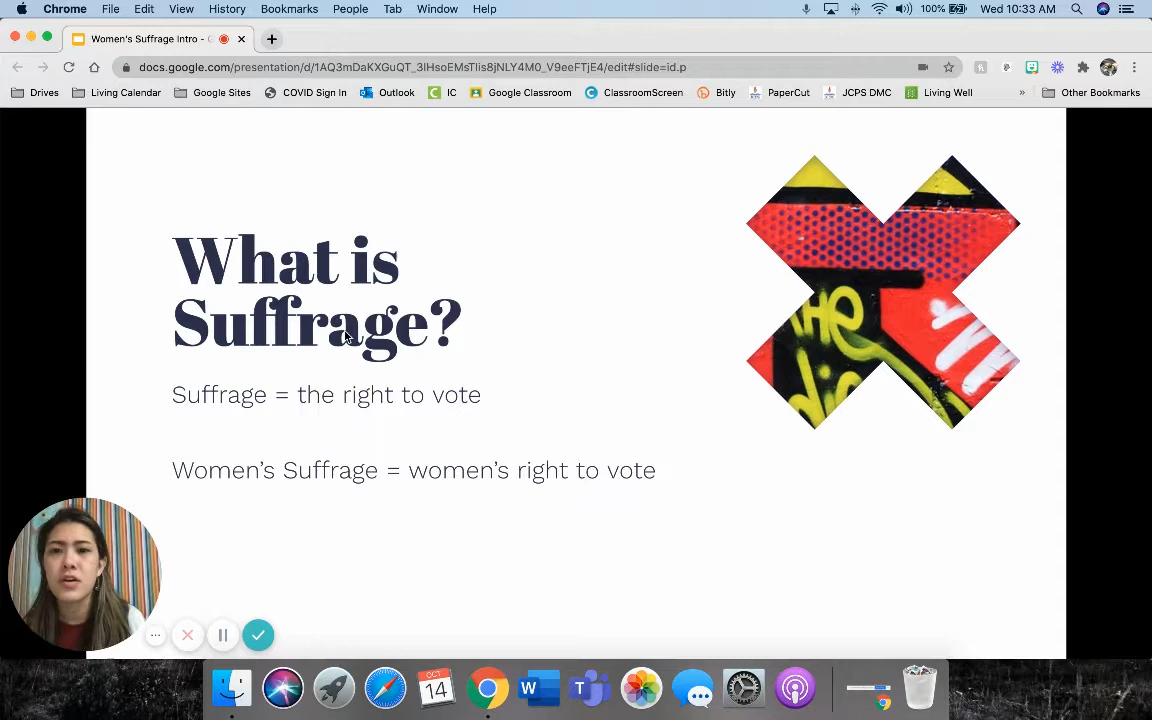 Chrome File Edit View History Bookmarks People Tab Window Help 100% Wed 10:33 AM
Women's Suffrage Intro -
docs.google.com/presentation/d/1AQ3mDaKXGuQT_3lHsoEMsTlis8jNLY4M0_V9eeFTjE4/edit#slide=id.p
Drives Living Calendar Google Sites COVID Sign In Outlook IC Google Classroom ClassroomScreen Bitly PaperCut JCPS DMC Living Well » Other Bookmarks
What is
Suffrage?
Suffrage = the right to vote
Women's Suffrage = women's right to vote
THE
OCT
14
W
T